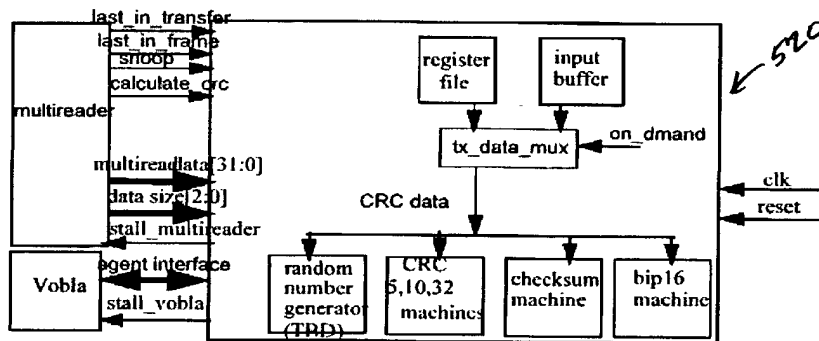 last_in_transfer
last_in_frame
snoop
calculate_crc
multireader
multireadata[31:0]
data size[2:0]
stall_multireader
Vobla
agent interface
stall_vobla
register
file
input
buffer
tx_data_mux
on_dmand
CRC data
random
number
generator
(TBD)
CRC
5,10,32
machines
checksum
machine
bip16
machine
clk
reset
520